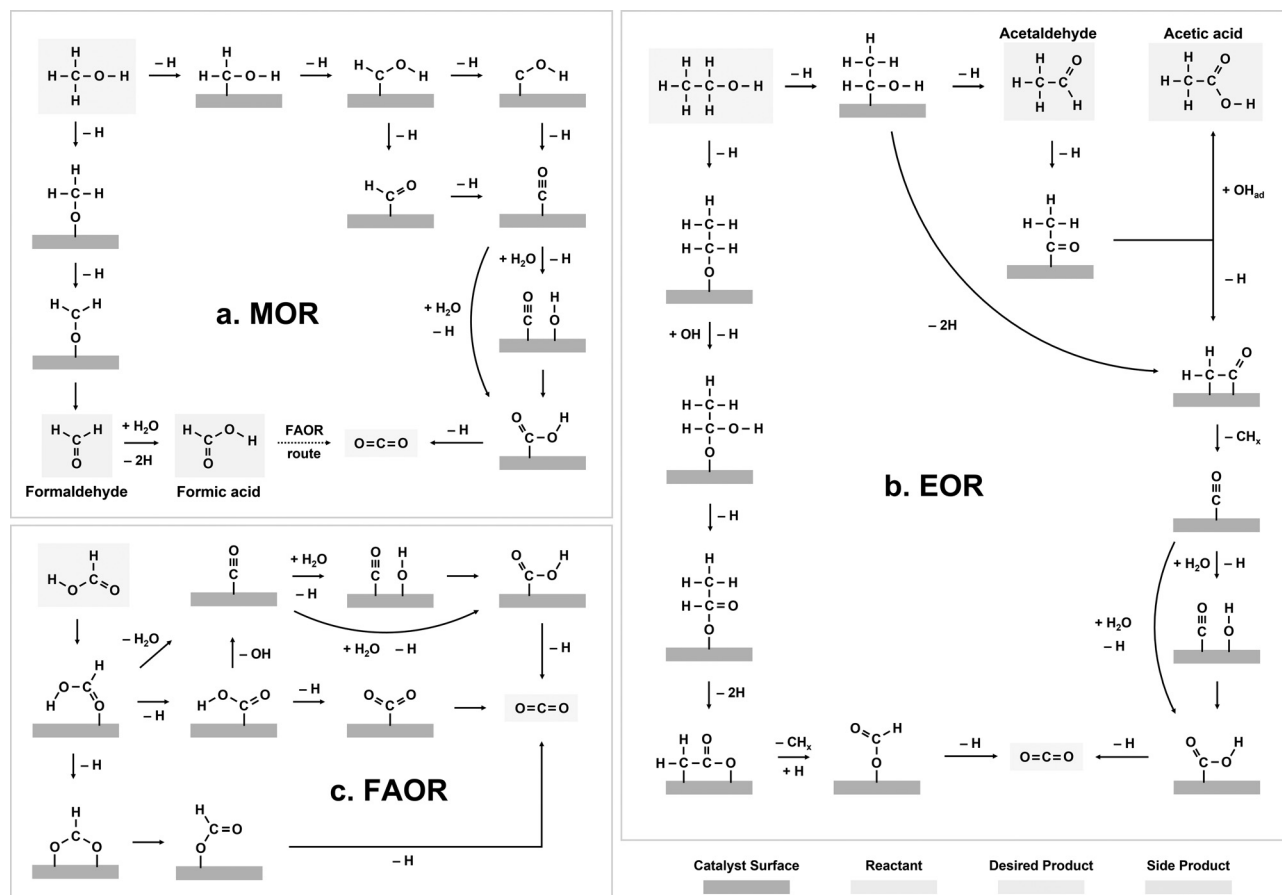 H
H–C–O–H
H
– H
H
H–C–O–H
– H
H
C
O
H
– H
C
O
H
– H
– H
– H
H
H–C–H
O
H
C=O
– H
O
C
– H
+ H₂O
– H
H
H
C
O
a. MOR
+ H₂O
– H
O
C
H
O
H
H
C
O
+ H₂O
– 2H
H
C
O
H
O
FAOR
route
O=C=O
– H
O
C
O
H
Formaldehyde
Formic acid
b. EOR
Acetaldehyde
Acetic acid
H H
H–C–C–O–H
H H
– H
H
H–C–H
H–C–O–H
– H
H
H–C–C
H
O
H
H
H–C–C
H
O
O–H
– H
– 2H
– H
+ OHad
H
H–C–H
H–C–H
O
H
H–C–H
C=O
– H
+ OH
– H
H
H–C–H
H–C–O–H
O
H
H–C–C
O
– CHx
– H
O
C
H
H–C–H
H–C=O
O
+ H₂O
– H
+ H₂O
– H
O
C
H
O
– 2H
H
H–C–C–O
O
– CHx
+ H
O
C
H
O
– H
O=C=O
– H
O
C
O
H
c. FAOR
H
H
O
C
O
O
C
+ H₂O
– H
O
C
H
O
O
C
O
H
– H₂O
– OH
+ H₂O
– H
– H
H
O
C
H
O
– H
H
O
C
O
– H
O
C
O
O=C=O
– H
H
C
O
O
H
C=O
O
– H
Catalyst Surface
Reactant
Desired Product
Side Product